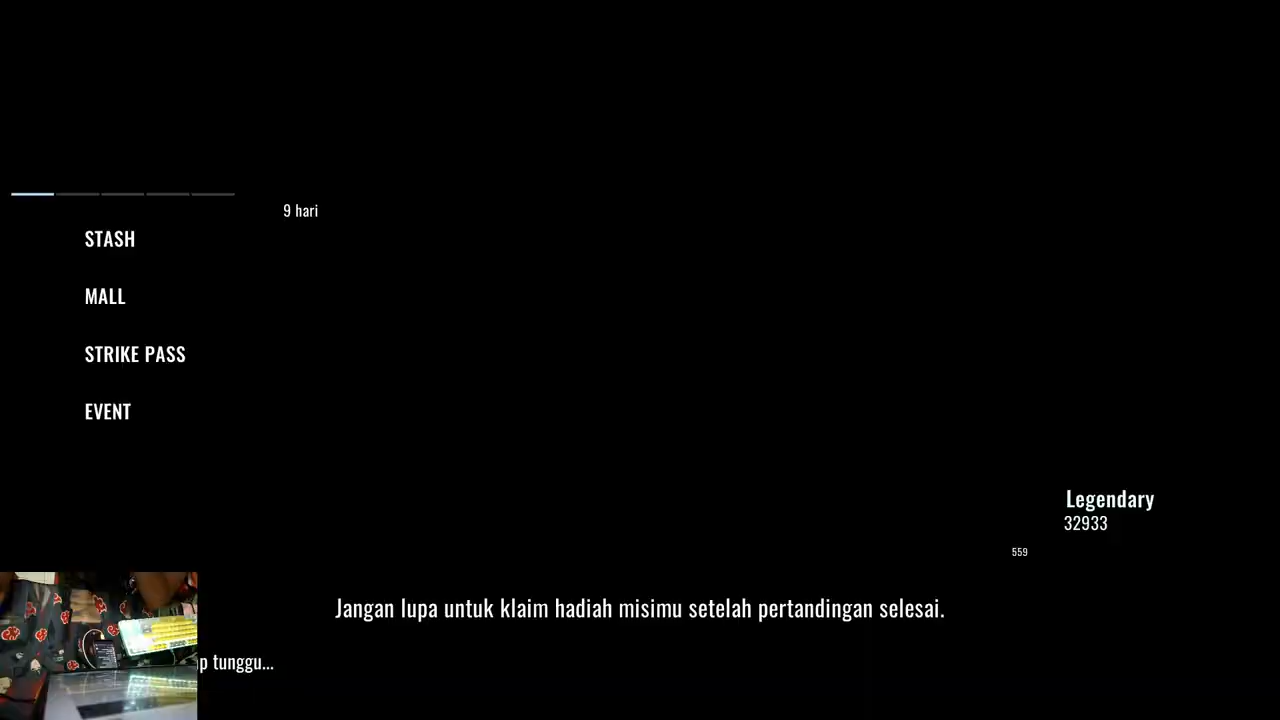 9 hari
STASH
MALL
STRIKE PASS
EVENT
Legendary
32933
559
Jangan lupa untuk klaim hadiah misimu setelah pertandingan selesai.
tunggu...